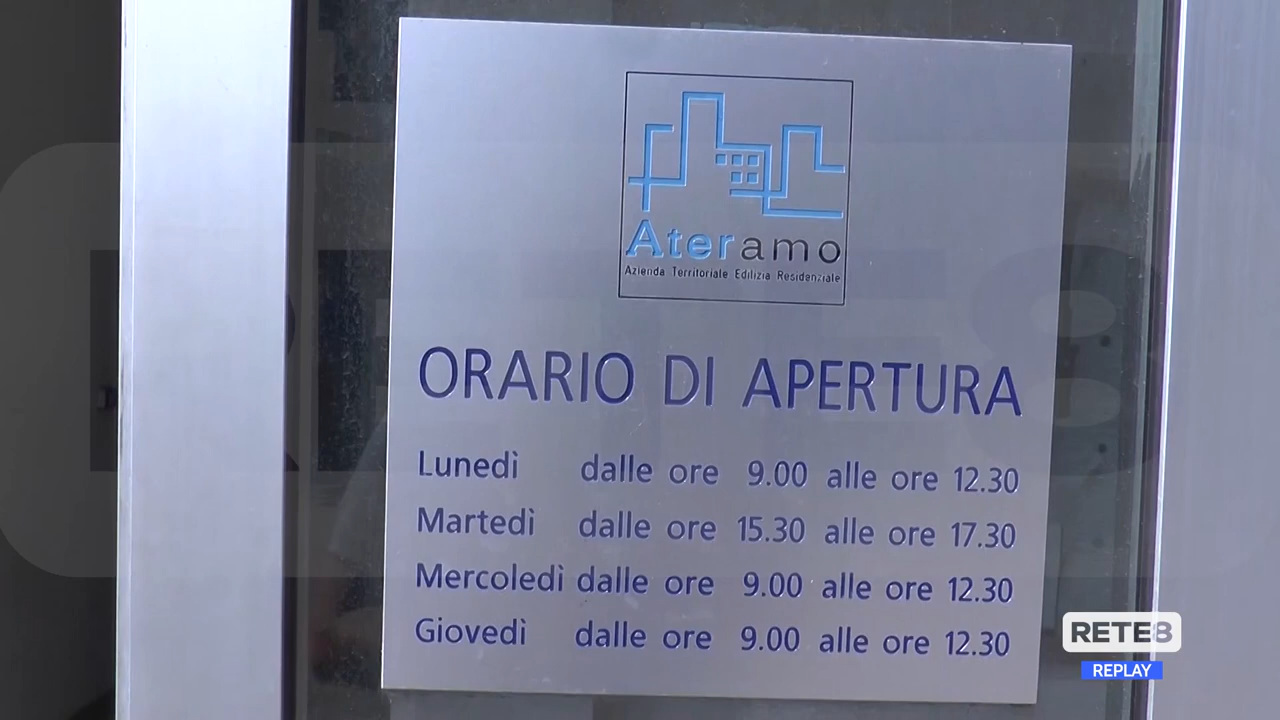 Ateramo
Azienda Territoriale Edilizia Residenziale
ORARIO DI APERTURA
Lunedì dalle ore 9.00 alle ore 12.30
Martedì dalle ore 15.30 alle ore 17.30
Mercoledì dalle ore 9.00 alle ore 12.30
Giovedì dalle ore 9.00 alle ore 12.30
RETE8
REPLAY
RETE8